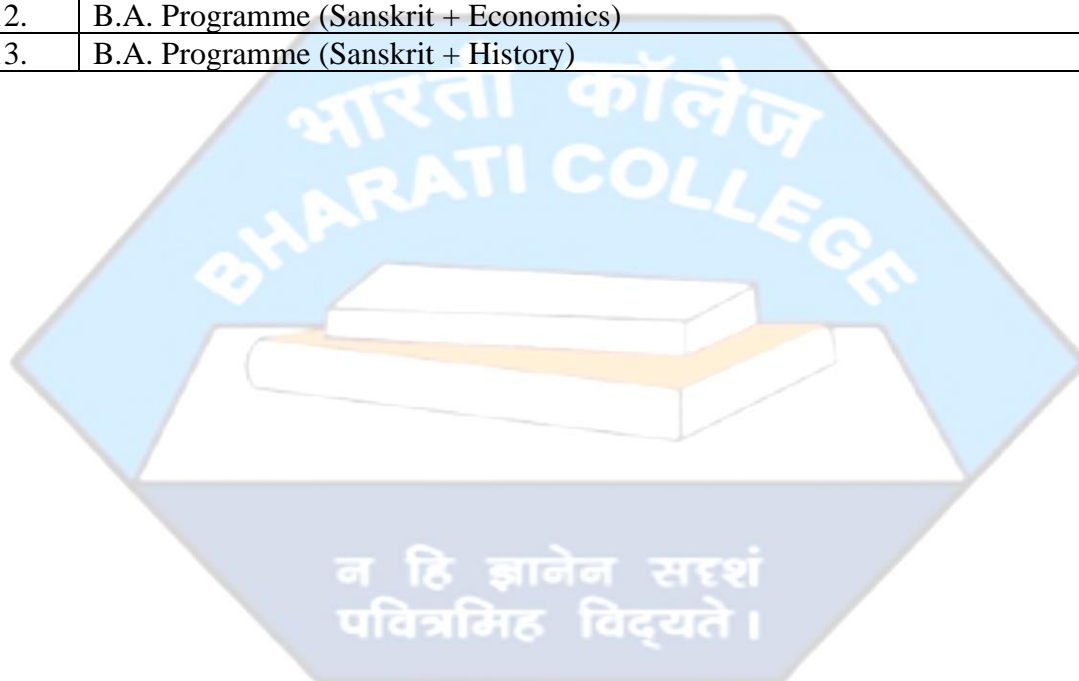 2. B.A. Programme (Sanskrit + Economics)
3. B.A. Programme (Sanskrit + History)
भारती कॉलेज
BHARATI COLLEGE
न हि ज्ञानेन सदृशं
पवित्रमिह विद्यते।